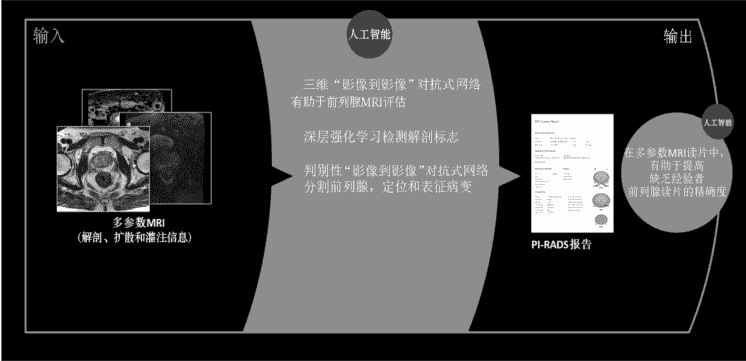 输入
人工智能
输出
三维“影像到影像”对抗式网络
有助于前列腺MRI评估
深层强化学习检测解剖标志
判别性“影像到影像”对抗式网络
分割前列腺，定位和表征病变
多参数MRI
(解剖、扩散和灌注信息)
PI-RADS报告
人工智能
在多参数MRI读片中，
有助于提高
缺乏经验者
前列腺读片的精确度